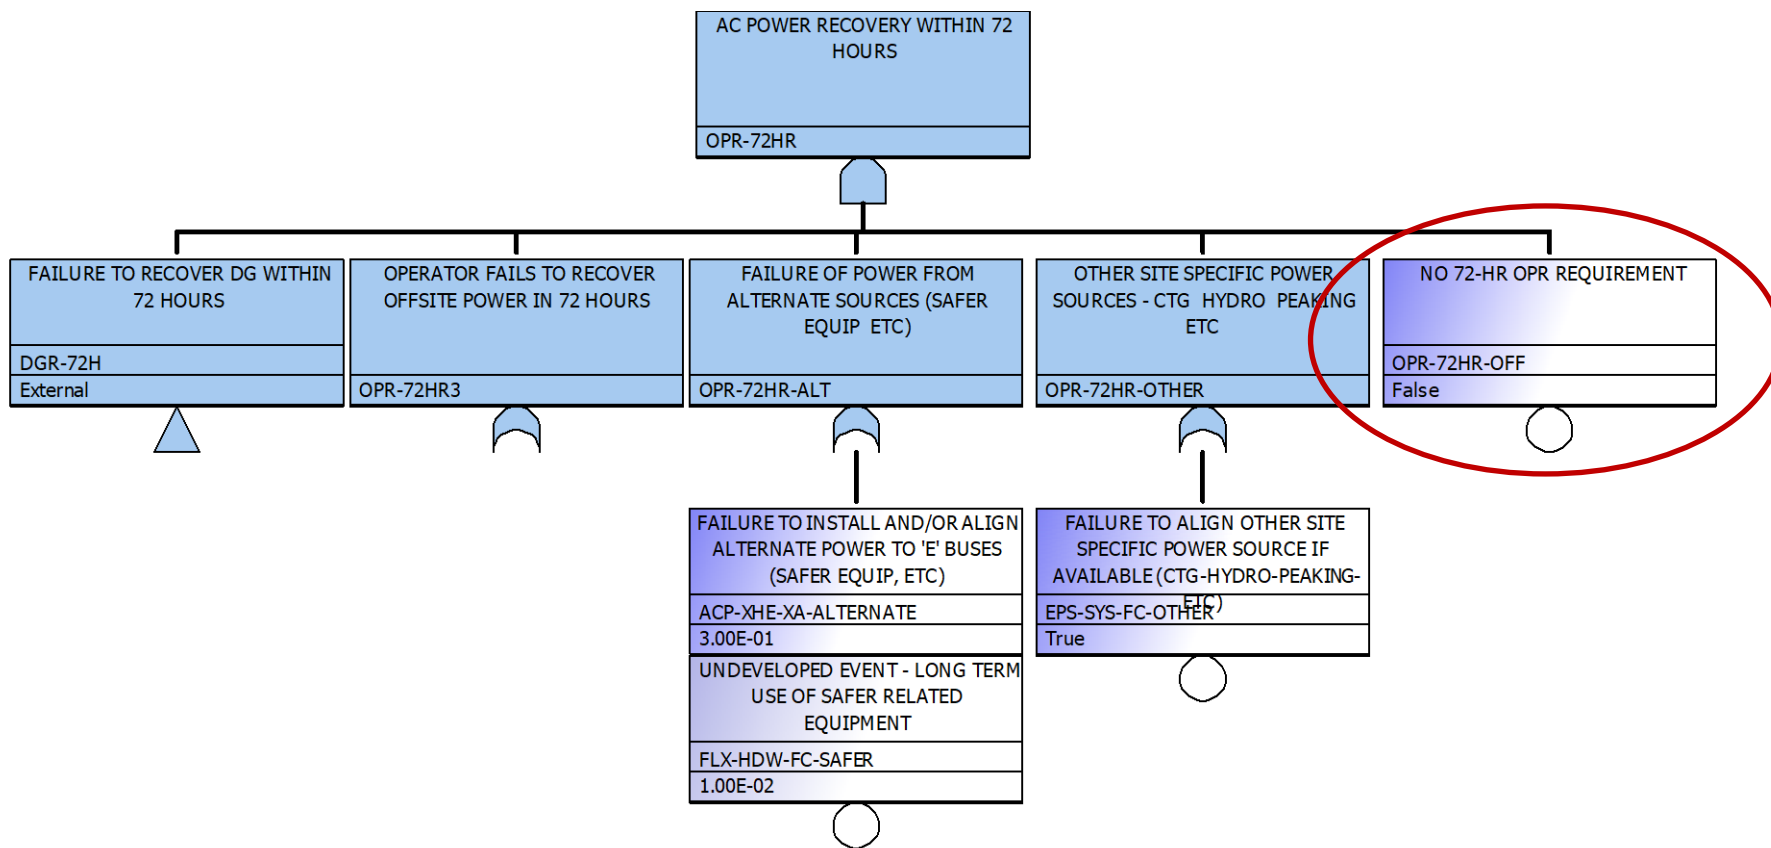 AC POWER RECOVERY WITHIN 72
HOURS
OPR-72HR
FAILURE TO RECOVER DG WITHIN
72 HOURS
DGR-72H
External
OPERATOR FAILS TO RECOVER
OFFSITE POWER IN 72 HOURS
OPR-72HR3
FAILURE OF POWER FROM
ALTERNATE SOURCES (SAFER
EQUIP ETC)
OPR-72HR-ALT
OTHER SITE SPECIFIC POWER
SOURCES - CTG HYDRO PEAKING
ETC
OPR-72HR-OTHER
NO 72-HR OPR REQUIREMENT
OPR-72HR-OFF
False
FAILURE TO INSTALL AND/OR ALIGN
ALTERNATE POWER TO 'E' BUSES
(SAFER EQUIP, ETC)
ACP-XHE-XA-ALTERNATE
3.00E-01
UNDEVELOPED EVENT - LONG TERM
USE OF SAFER RELATED
EQUIPMENT
FLX-HDW-FC-SAFER
1.00E-02
FAILURE TO ALIGN OTHER SITE
SPECIFIC POWER SOURCE IF
AVAILABLE (CTG-HYDRO-PEAKING-
ETC)
EPS-SYS-FC-OTHER
True